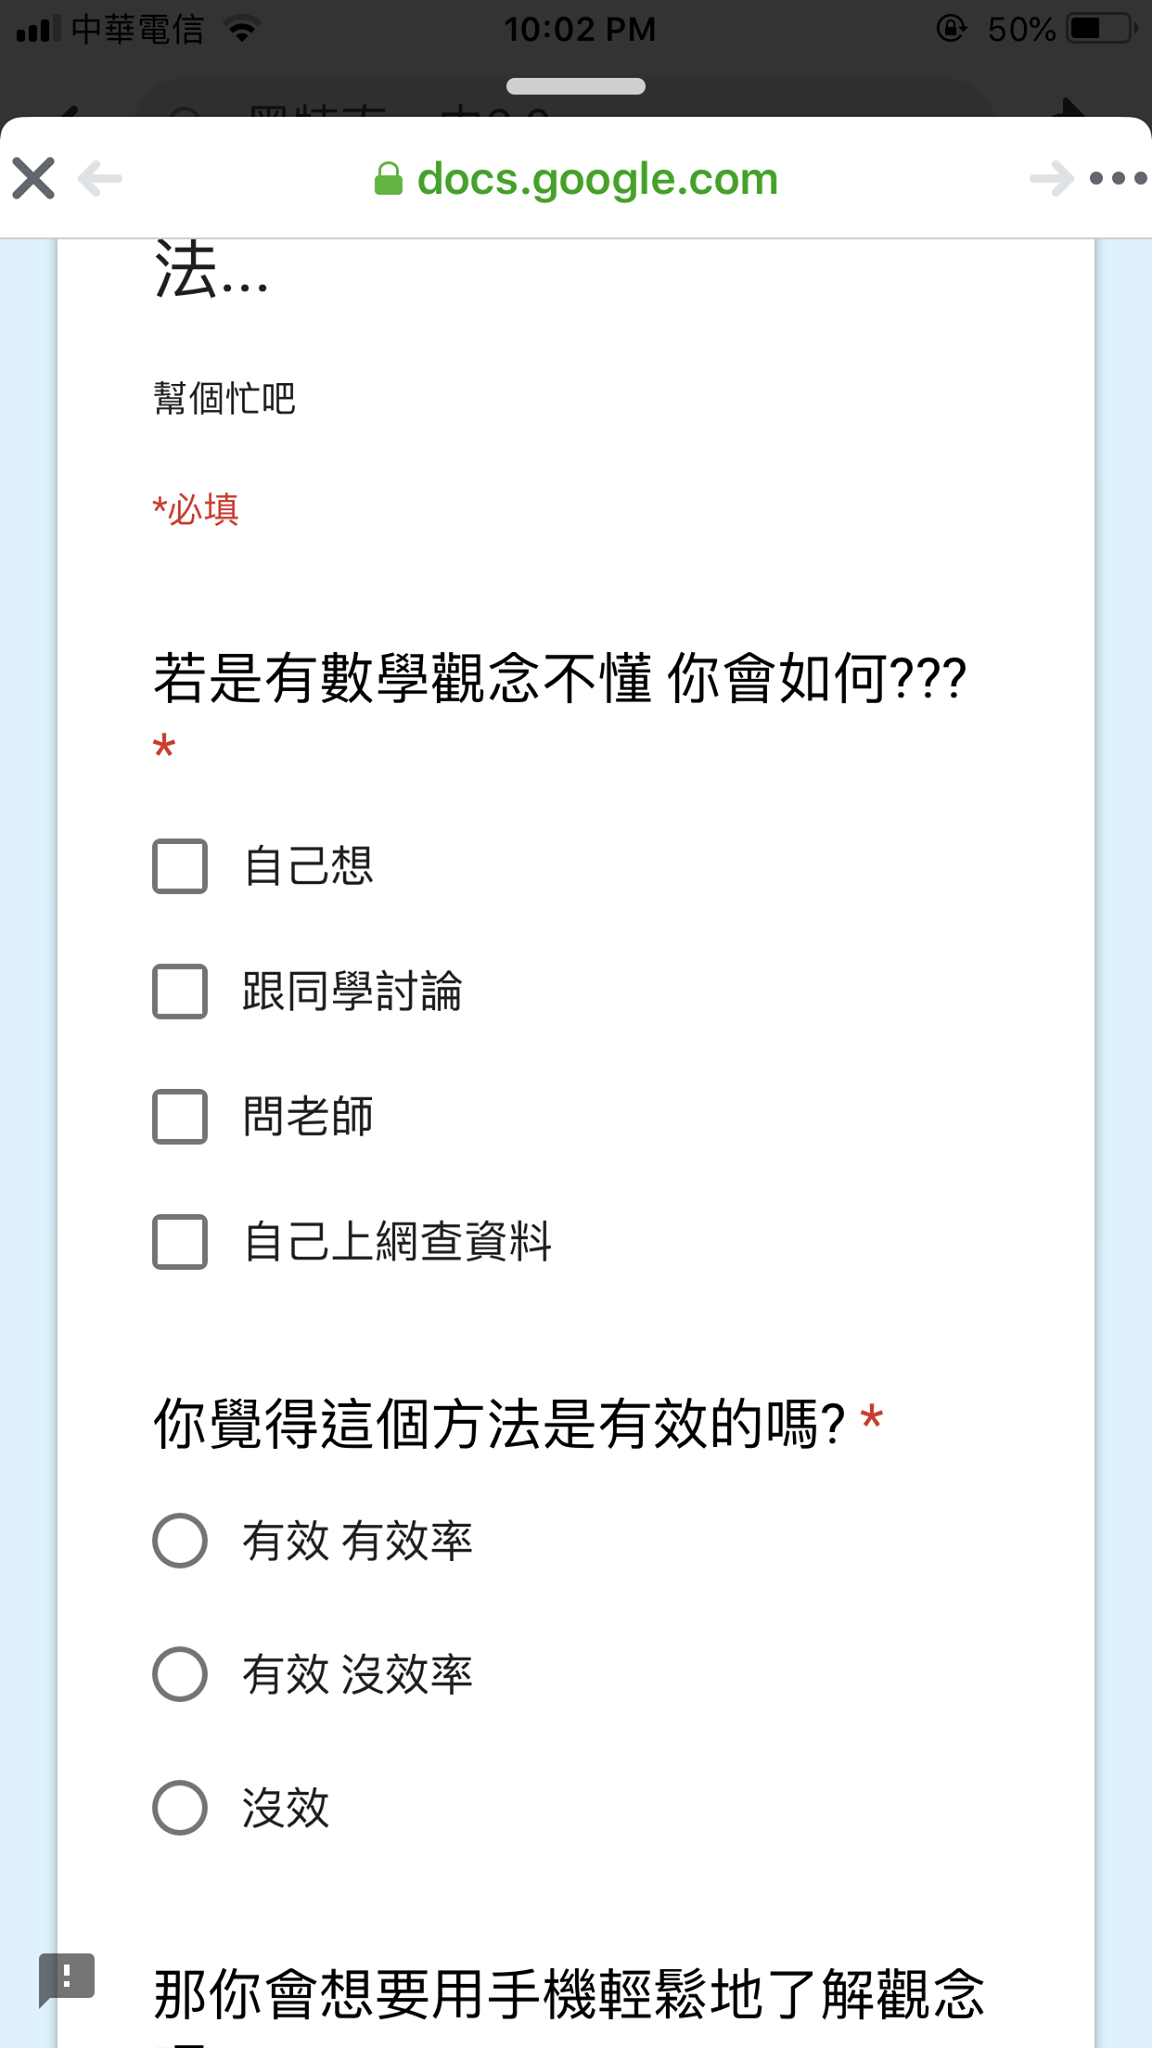 中華電信 10:02 PM 50%
docs.google.com
法...
幫個忙吧
*必填
若是有數學觀念不懂 你會如何???
*
自己想
跟同學討論
問老師
自己上網查資料
你覺得這個方法是有效的嗎? *
有效 有效率
有效 沒效率
沒效
那你會想要用手機輕鬆地了解觀念